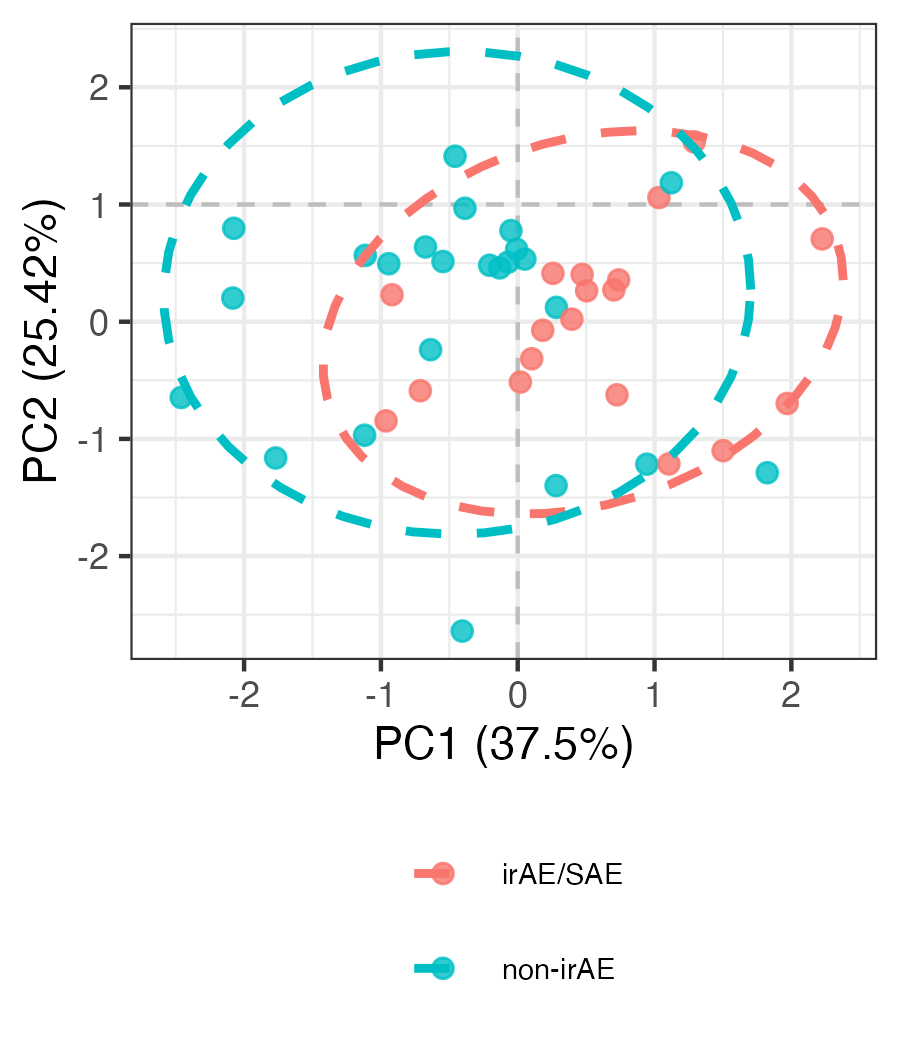 PC2 (25.42%)
2
1
0
-1
-2
-2 -1 0 1 2
PC1 (37.5%)
irAE/SAE
non-irAE